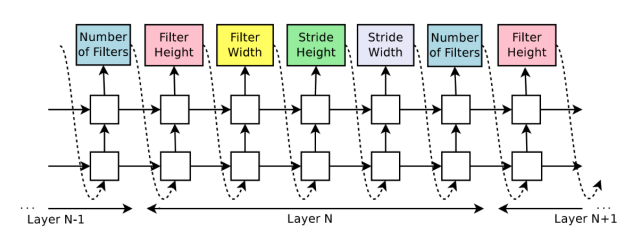 Number
of Filters
Filter
Height
Filter
Width
Stride
Height
Stride
Width
Number
of Filters
Filter
Height
...
Layer N-1
Layer N
Layer N+1
...